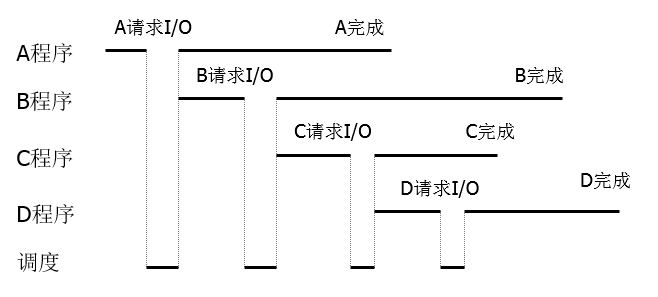 A请求I/O A完成
A程序
B请求I/O B完成
B程序
C请求I/O C完成
C程序
D请求I/O D完成
D程序
调度